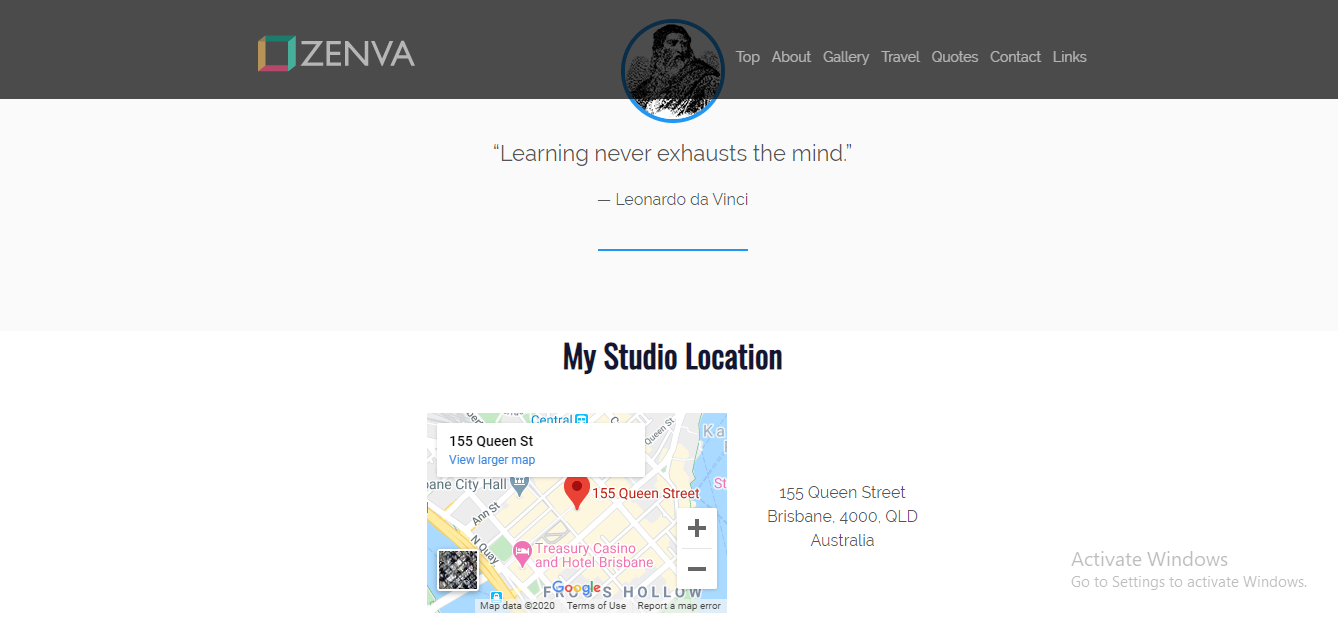 ZENVA
Top About Gallery Travel Quotes Contact Links
“Learning never exhausts the mind.”
— Leonardo da Vinci
My Studio Location
Central
155 Queen St
View larger map
Queen St
Ka
bane City Hall
St
155 Queen Street
Ann St
N Quay
Treasury Casino
and Hotel Brisbane
Google
Map data ©2020 Terms of Use Report a map error
155 Queen Street
Brisbane, 4000, QLD
Australia
Activate Windows
Go to Settings to activate Windows.